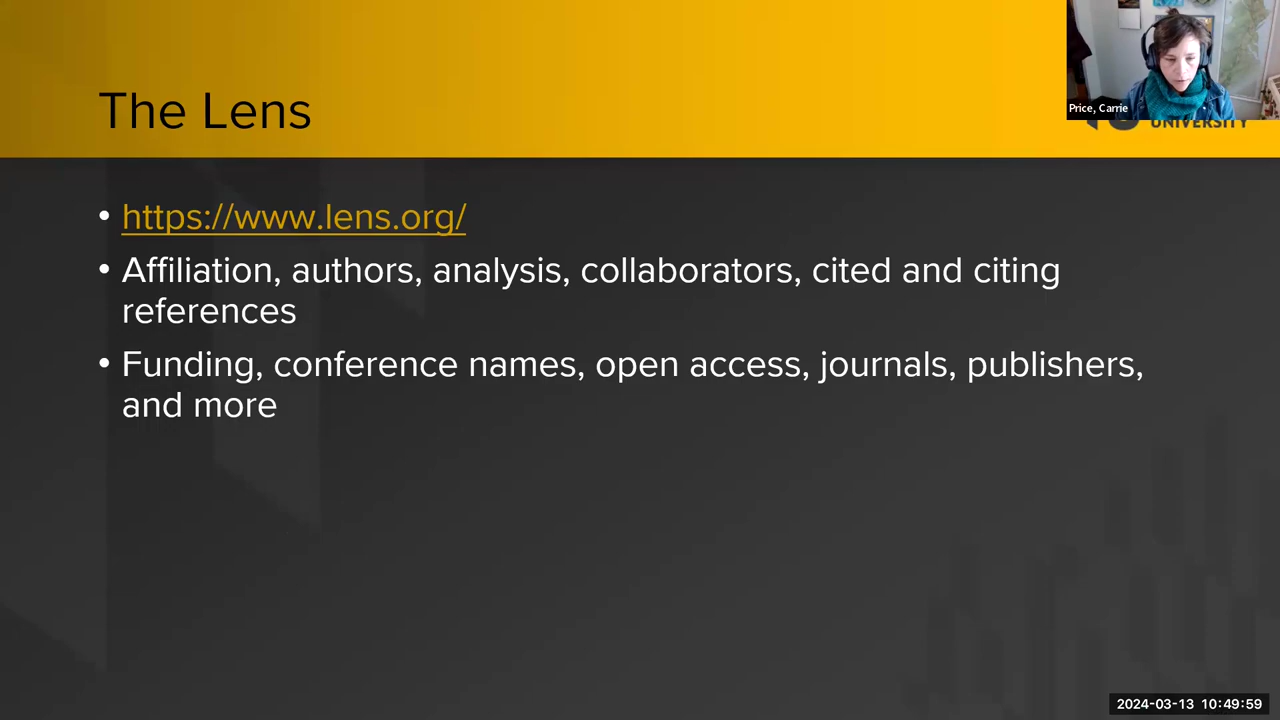 Price, Carrie
UNIVERSITY
The Lens
• https://www.lens.org/
• Affiliation, authors, analysis, collaborators, cited and citing
references
• Funding, conference names, open access, journals, publishers,
and more
2024-03-13 10:49:59